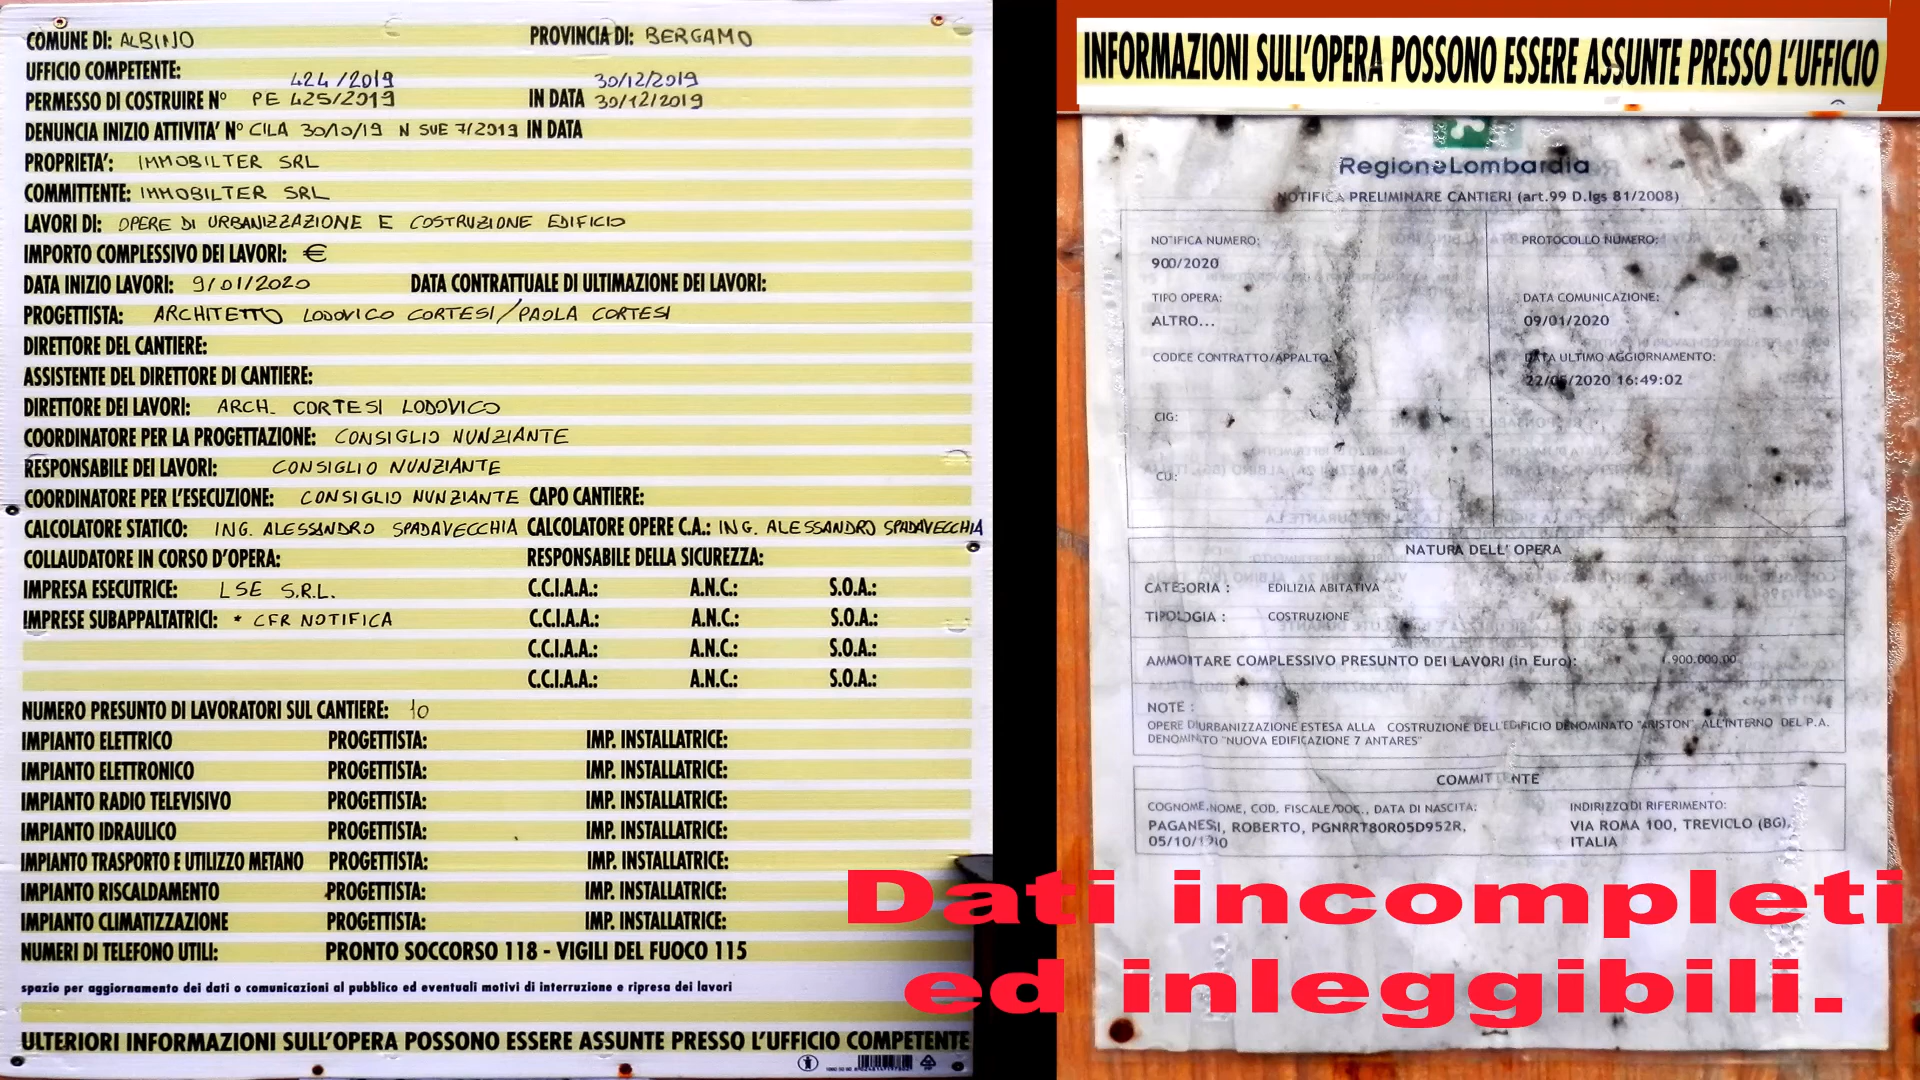 COMUNE DI: ALBINO PROVINCIA DI: BERGAMO
UFFICIO COMPETENTE:
424/2019 30/12/2019
PERMESSO DI COSTRUIRE N° PE 425/2019 IN DATA 30/12/2019
DENUNCIA INIZIO ATTIVITA' N° CILA 30/10/19 N SUE 7/2019 IN DATA
PROPRIETA': IMMOBILTER SRL
COMMITTENTE: IMMOBILTER SRL
LAVORI DI: OPERE DI URBANIZZAZIONE E COSTRUZIONE EDIFICIO
IMPORTO COMPLESSIVO DEI LAVORI: €
DATA INIZIO LAVORI: 9/01/2020 DATA CONTRATTUALE DI ULTIMAZIONE DEI LAVORI:
PROGETTISTA: ARCHITETTO LODOVICO CORTESI/PAOLA CORTESI
DIRETTORE DEL CANTIERE:
ASSISTENTE DEL DIRETTORE DI CANTIERE:
DIRETTORE DEI LAVORI: ARCH. CORTESI LODOVICO
COORDINATORE PER LA PROGETTAZIONE: CONSIGLIO NUNZIANTE
RESPONSABILE DEI LAVORI: CONSIGLIO NUNZIANTE
COORDINATORE PER L'ESECUZIONE: CONSIGLIO NUNZIANTE CAPO CANTIERE:
CALCOLATORE STATICO: ING. ALESSANDRO SPADAVECCHIA CALCOLATORE OPERE C.A.: ING. ALESSANDRO SPADAVECCHIA
COLLAUDATORE IN CORSO D'OPERA: RESPONSABILE DELLA SICUREZZA:
IMPRESA ESECUTRICE: LSE S.R.L. C.C.I.A.A.: A.N.C.: S.O.A.:
IMPRESE SUBAPPALTATRICI: * CFR NOTIFICA C.C.I.A.A.: A.N.C.: S.O.A.:
C.C.I.A.A.: A.N.C.: S.O.A.:
C.C.I.A.A.: A.N.C.: S.O.A.:
NUMERO PRESUNTO DI LAVORATORI SUL CANTIERE: 10
IMPIANTO ELETTRICO PROGETTISTA: IMP. INSTALLATRICE:
IMPIANTO ELETTRONICO PROGETTISTA: IMP. INSTALLATRICE:
IMPIANTO RADIO TELEVISIVO PROGETTISTA: IMP. INSTALLATRICE:
IMPIANTO IDRAULICO PROGETTISTA: IMP. INSTALLATRICE:
IMPIANTO TRASPORTO E UTILIZZO METANO PROGETTISTA: IMP. INSTALLATRICE:
IMPIANTO RISCALDAMENTO PROGETTISTA: IMP. INSTALLATRICE:
IMPIANTO CLIMATIZZAZIONE PROGETTISTA: IMP. INSTALLATRICE:
NUMERI DI TELEFONO UTILI: PRONTO SOCCORSO 118 - VIGILI DEL FUOCO 115
spazio per aggiornamento dei dati o comunicazioni al pubblico ed eventuali motivi di interruzione e ripresa dei lavori
ULTERIORI INFORMAZIONI SULL'OPERA POSSONO ESSERE ASSUNTE PRESSO L'UFFICIO COMPETENTE
INFORMAZIONI SULL'OPERA POSSONO ESSERE ASSUNTE PRESSO L'UFFICIO
RegioneLombardia
NOTIFICA PRELIMINARE CANTIERI (art.99 D.lgs 81/2008)
NOTIFICA NUMERO: PROTOCOLLO NUMERO:
900/2020
TIPO OPERA: DATA COMUNICAZIONE:
ALTRO... 09/01/2020
CODICE CONTRATTO/APPALTO: DATA ULTIMO AGGIORNAMENTO:
22/05/2020 16:49:02
CIG:
CUI:
NATURA DELL' OPERA
CATEGORIA : EDILIZIA ABITATIVA
TIPOLOGIA : COSTRUZIONE
AMMONTARE COMPLESSIVO PRESUNTO DEI LAVORI (in Euro): 1.900.000,00
NOTE :
OPERE D'URBANIZZAZIONE ESTESA ALLA COSTRUZIONE DELL'EDIFICIO DENOMINATO "ARISTON" ALL'INTERNO DEL P.A.
DENOMINATO "NUOVA EDIFICAZIONE 7 ANTARES"
COMMITTENTE
COGNOME, NOME, COD. FISCALE/DOC., DATA DI NASCITA: INDIRIZZO DI RIFERIMENTO:
PAGANESSI, ROBERTO, PGNRRT80R05D952R, VIA ROMA 100, TREVIOLO (BG),
05/10/1980 ITALIA
Dati incompleti
ed inleggibili.